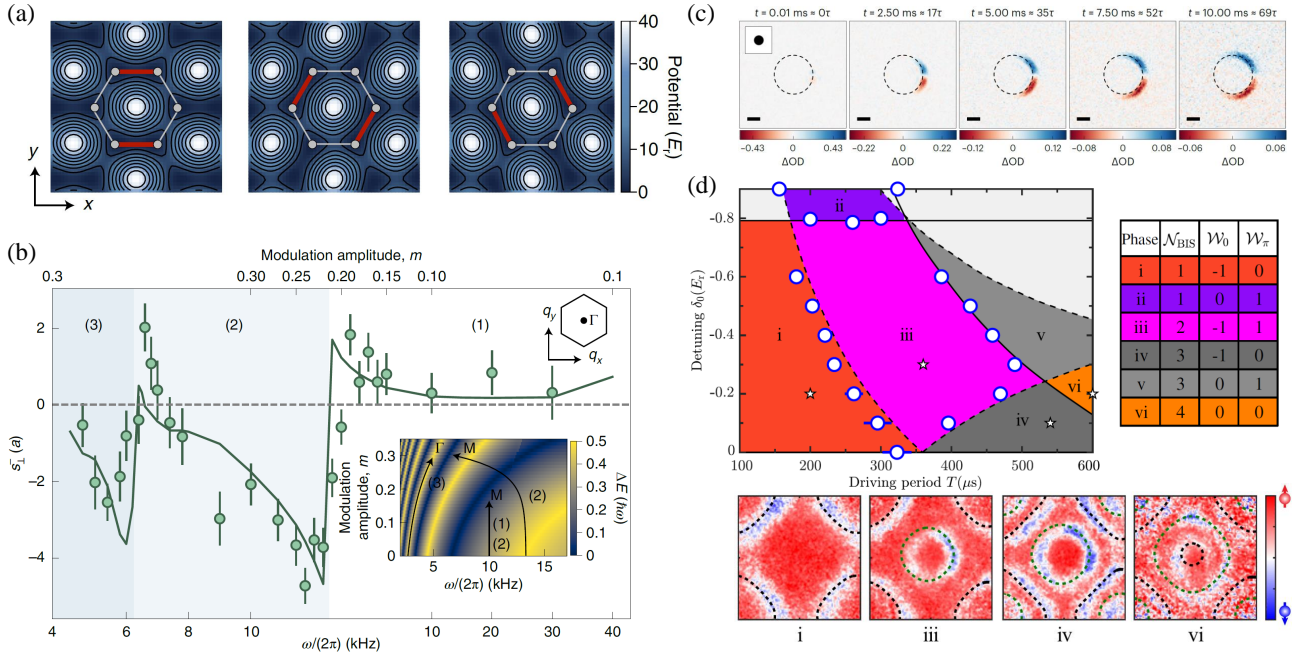 (a)
40
30
20
10
0
Potential (E_r)
y
x
(b)
Modulation amplitude, m
0.3 0.30 0.25 0.20 0.10 0.1
(3) (2) (1)
q_y
Γ
q_x
2
0
−2
−4
s_⊥^- (a)
Modulation amplitude, m
0.3
0.2
0.1
0
Γ M
(3) M (2)
(1)
(2)
5 10 15
ω/(2π) (kHz)
0.5
0.4
0.3
0.2
0.1
0
ΔE (ħω)
4 6 8 10 10 20 30 40
ω/(2π) (kHz)
(c)
t = 0.01 ms ≈ 0τ t = 2.50 ms ≈ 17τ t = 5.00 ms ≈ 35τ t = 7.50 ms ≈ 52τ t = 10.00 ms ≈ 69τ
−0.43 0 0.43 −0.22 0 0.22 −0.12 0 0.12 −0.08 0 0.08 −0.06 0 0.06
ΔOD ΔOD ΔOD ΔOD ΔOD
(d)
Detuning δ₀(E_r)
-0.8
-0.6
-0.4
-0.2
0
i ii iii iv v vi
100 200 300 400 500 600
Driving period T(μs)
Phase N_BIS W_0 W_π
i 1 -1 0
ii 1 0 1
iii 2 -1 1
iv 3 -1 0
v 3 0 1
vi 4 0 0
i iii iv vi